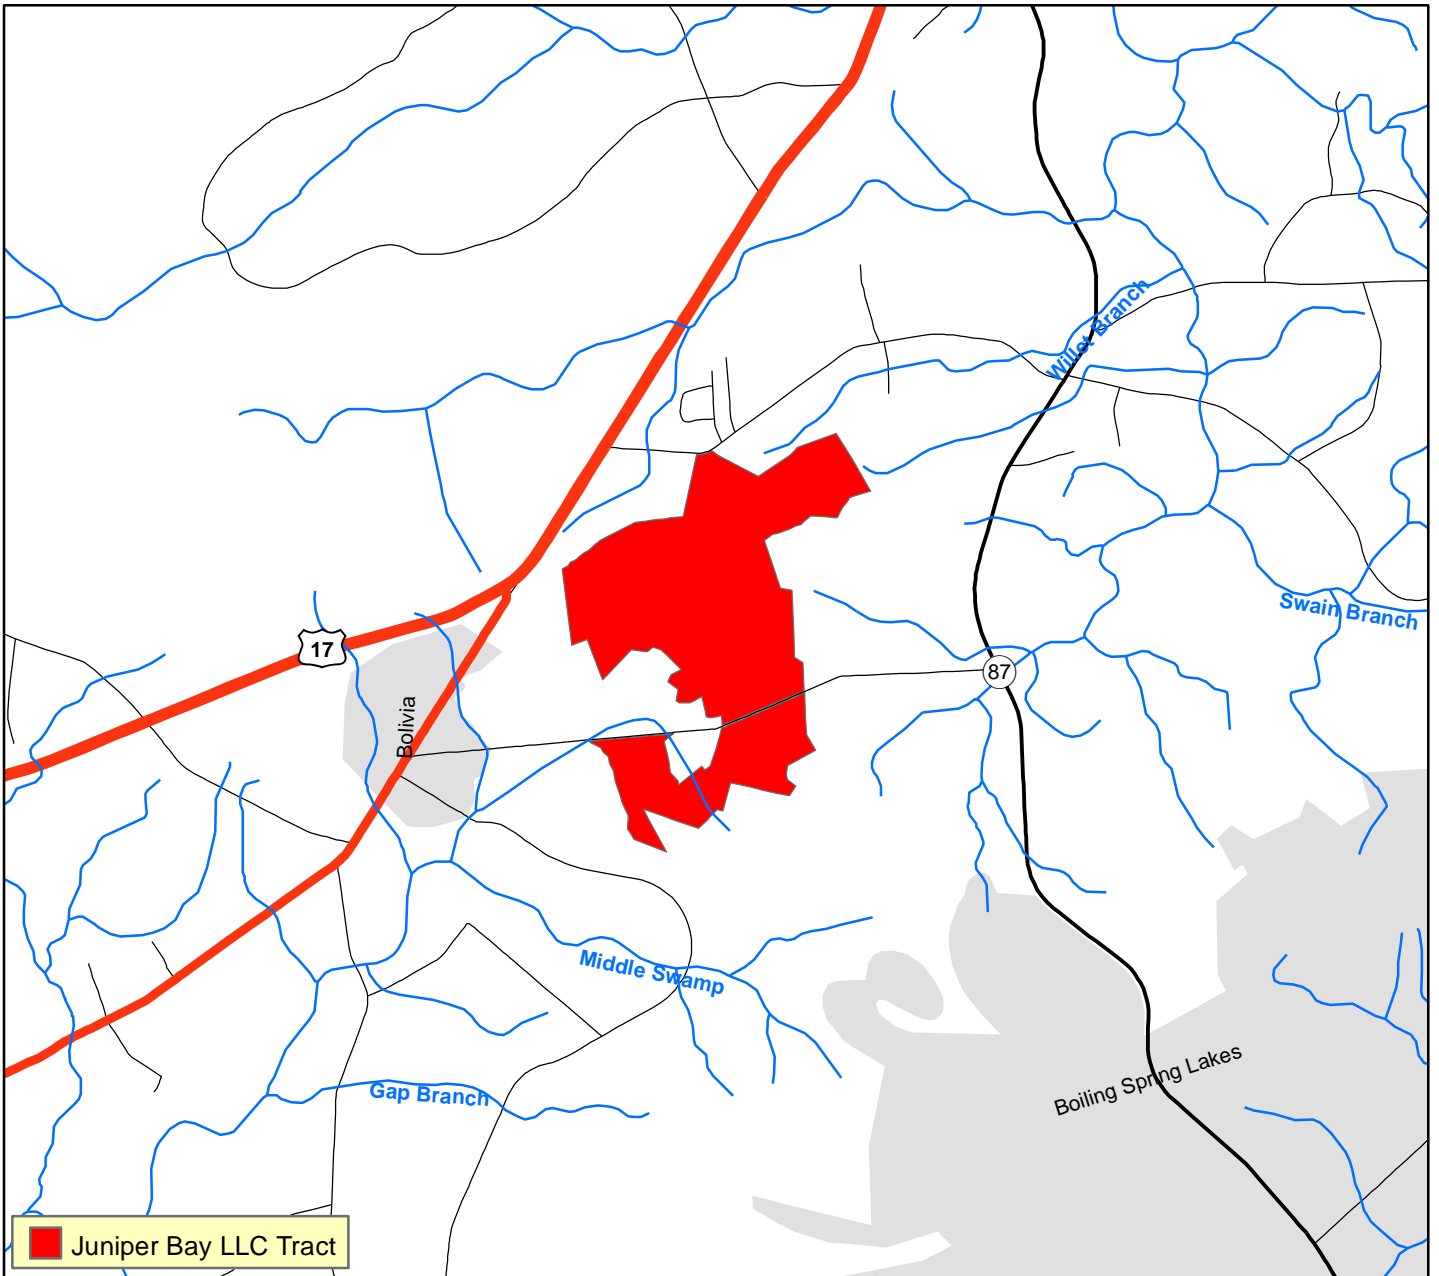 Willet Branch
Swain Branch
17
87
Bolivia
Middle Swamp
Boiling Spring Lakes
Gap Branch
Juniper Bay LLC Tract